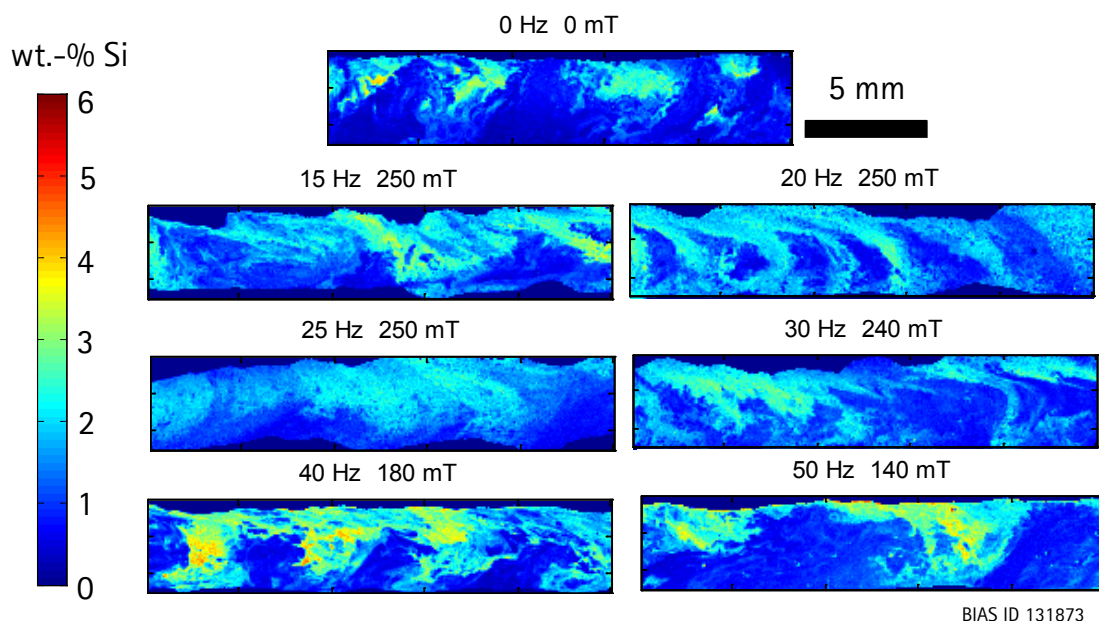 0 Hz 0 mT
wt.-% Si
6
5
4
3
2
1
0
5 mm
15 Hz 250 mT
20 Hz 250 mT
25 Hz 250 mT
30 Hz 240 mT
40 Hz 180 mT
50 Hz 140 mT
BIAS ID 131873